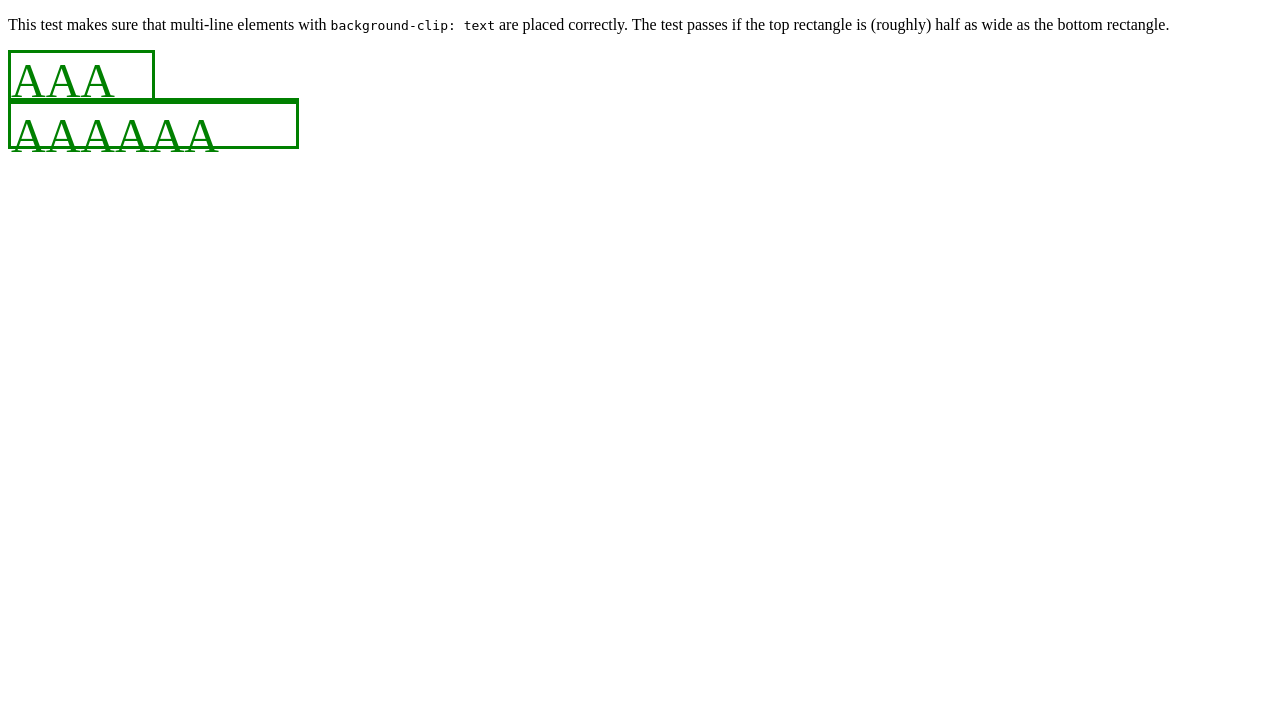 This test makes sure that multi-line elements with background-clip: text are placed correctly. The test passes if the top rectangle is (roughly) half as wide as the bottom rectangle.
AAA
AAAAAA